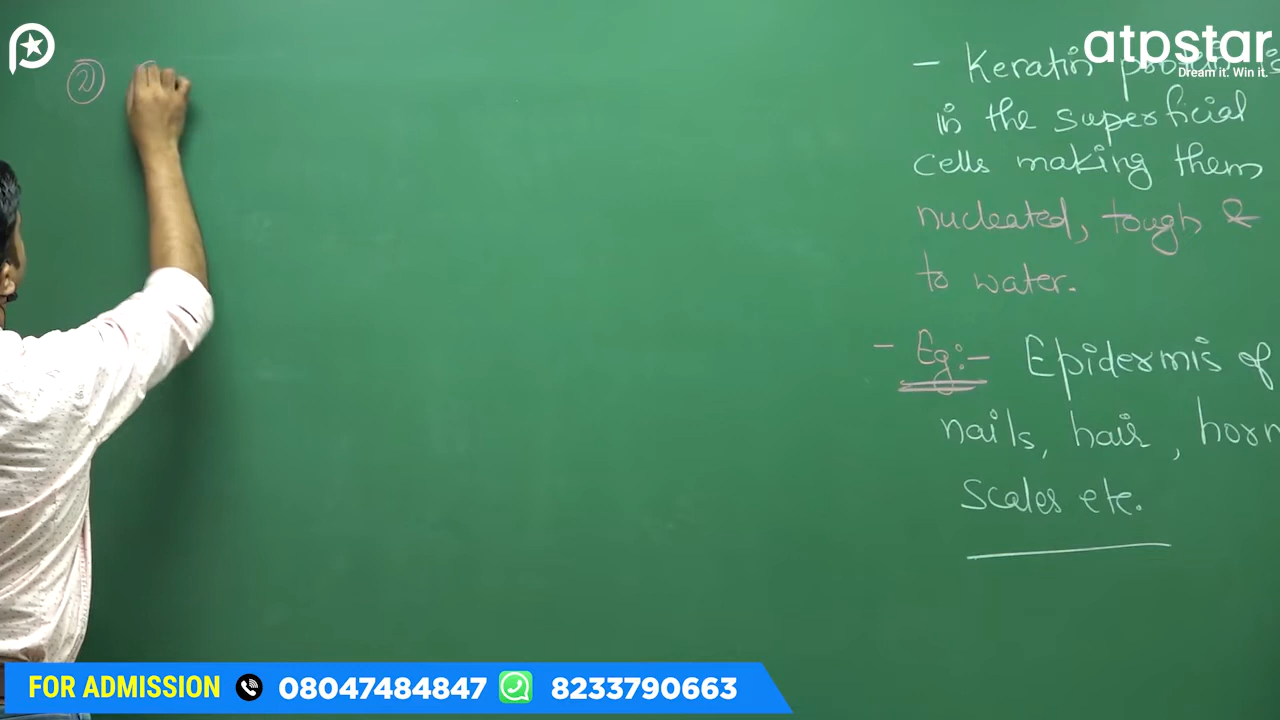 2)
atpstar
Dream it. Win it.
- Keratin
in the superficial
cells making them
nucleated, tough &
to water.
- Eg:- Epidermis of
nails, hair, horn
Scales etc.
FOR ADMISSION 08047484847 8233790663